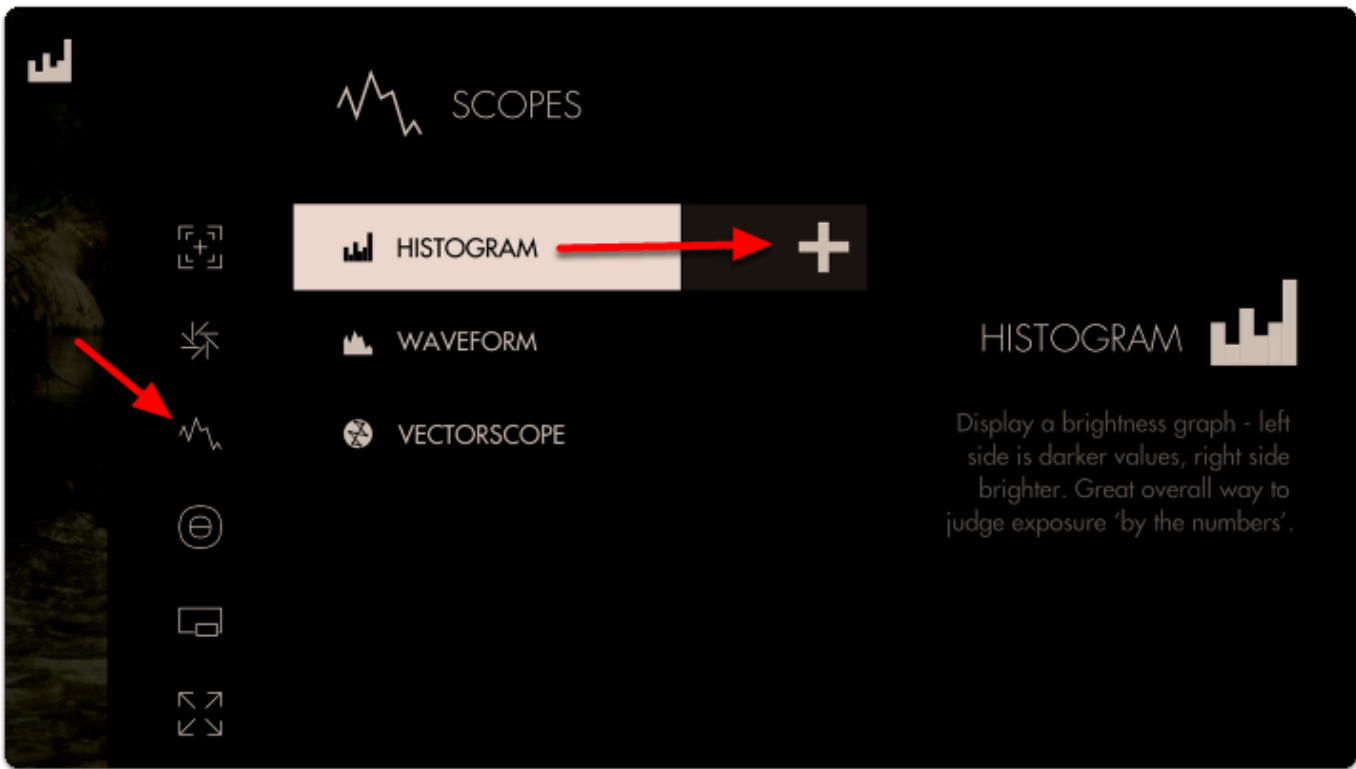 SCOPES
HISTOGRAM
WAVEFORM
VECTORSCOPE
HISTOGRAM
Display a brightness graph - left
side is darker values, right side
brighter. Great overall way to
judge exposure ‘by the numbers’.